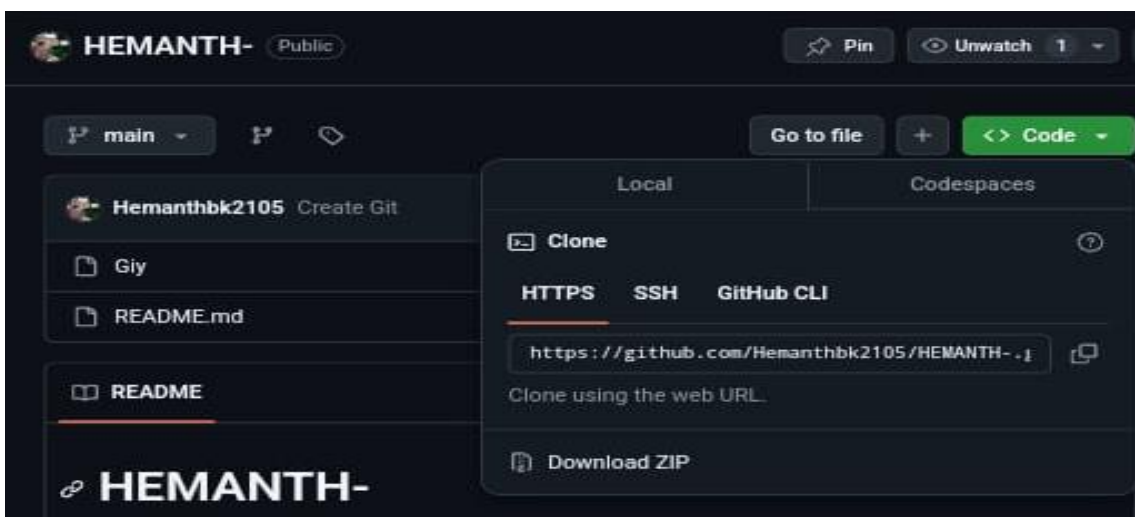 HEMANTH- Public Pin Unwatch 1
main Go to file + <> Code
Local Codespaces
Hemanthbk2105 Create Git
>_ Clone ?
Giy
HTTPS SSH GitHub CLI
README.md
https://github.com/Hemanthbk2105/HEMANTH-.
Clone using the web URL.
README
Download ZIP
HEMANTH-